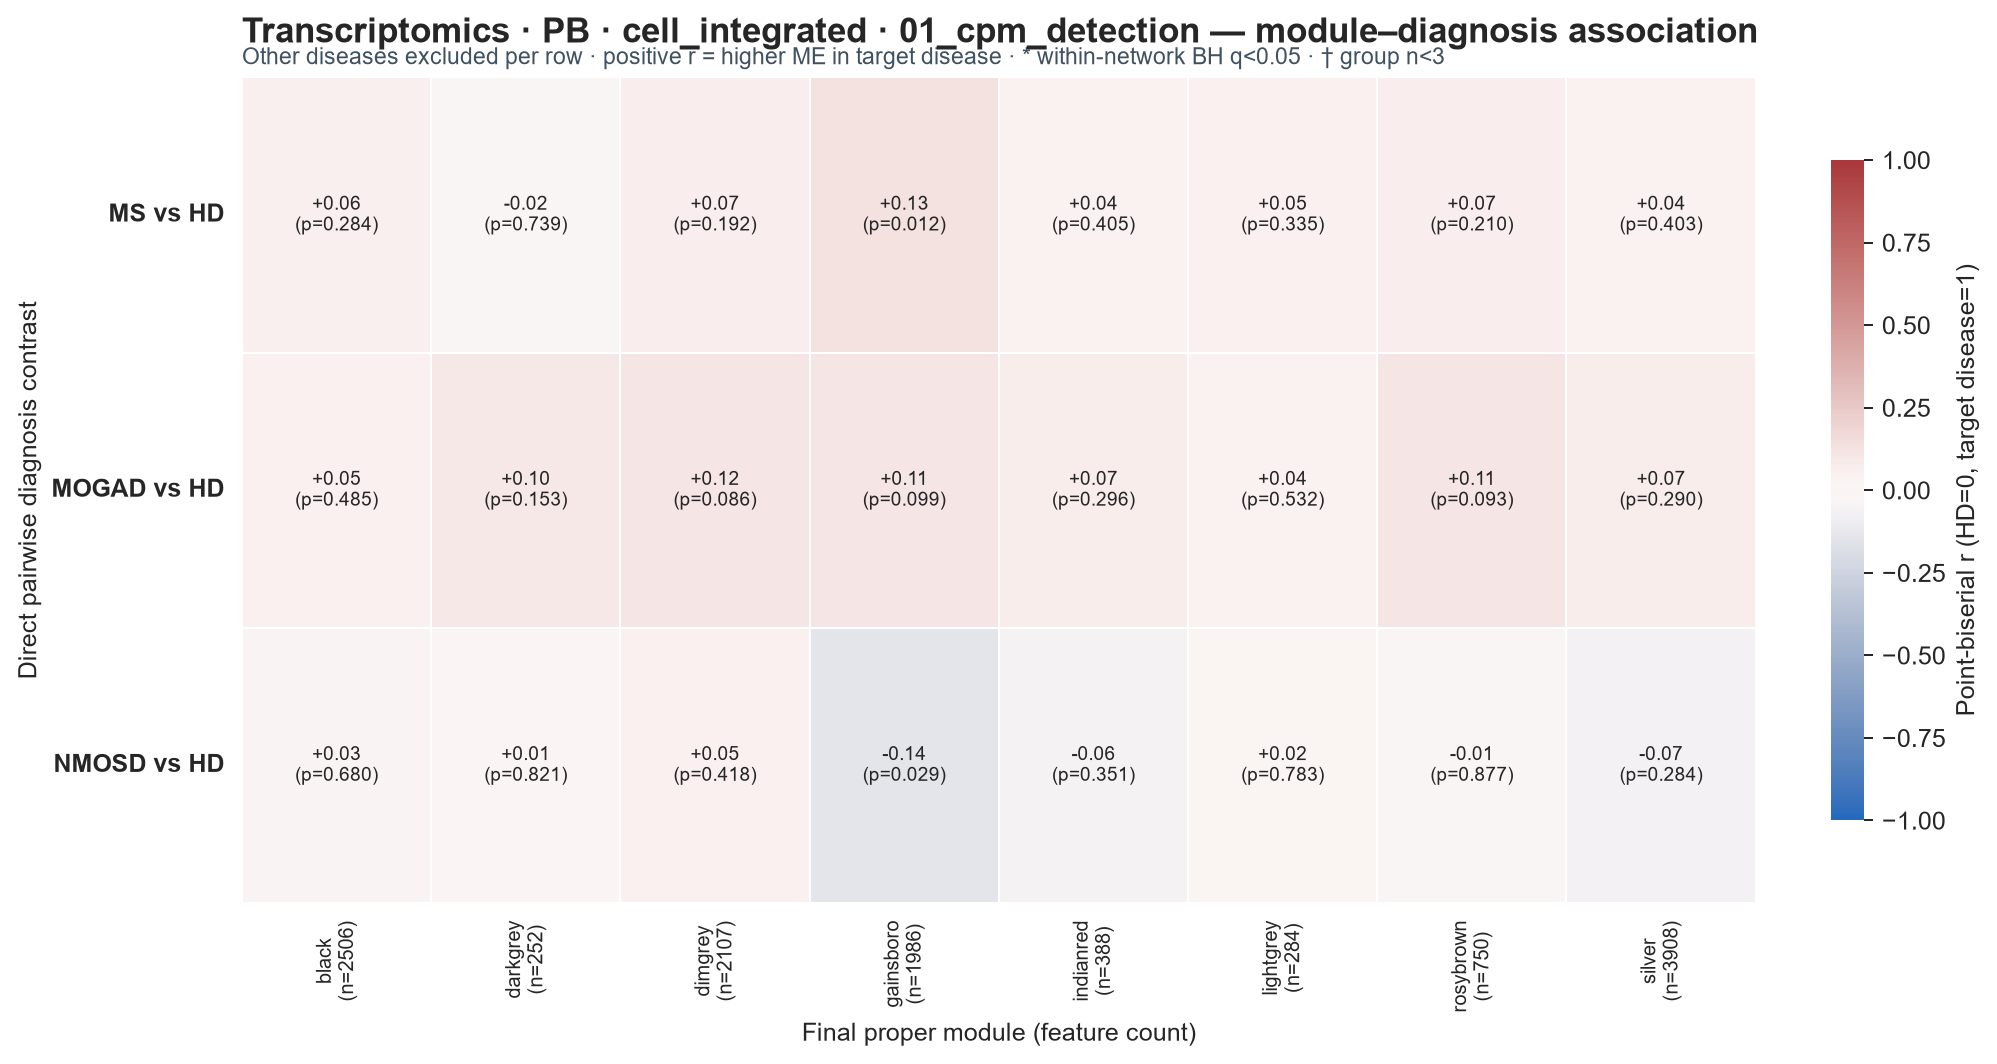 Transcriptomics · PB · cell_integrated · 01_cpm_detection — module–diagnosis association
Other diseases excluded per row · positive r = higher ME in target disease · * within-network BH q<0.05 · † group n<3
Direct pairwise diagnosis contrast
MS vs HD
+0.06
(p=0.284)
-0.02
(p=0.739)
+0.07
(p=0.192)
+0.13
(p=0.012)
+0.04
(p=0.405)
+0.05
(p=0.335)
+0.07
(p=0.210)
+0.04
(p=0.403)
MOGAD vs HD
+0.05
(p=0.485)
+0.10
(p=0.153)
+0.12
(p=0.086)
+0.11
(p=0.099)
+0.07
(p=0.296)
+0.04
(p=0.532)
+0.11
(p=0.093)
+0.07
(p=0.290)
NMOSD vs HD
+0.03
(p=0.680)
+0.01
(p=0.821)
+0.05
(p=0.418)
-0.14
(p=0.029)
-0.06
(p=0.351)
+0.02
(p=0.783)
-0.01
(p=0.877)
-0.07
(p=0.284)
black
(n=2506)
darkgrey
(n=252)
dimgrey
(n=2107)
gainsboro
(n=1986)
indianred
(n=388)
lightgrey
(n=284)
rosybrown
(n=750)
silver
(n=3908)
Final proper module (feature count)
1.00
0.75
0.50
0.25
0.00
−0.25
−0.50
−0.75
−1.00
Point-biserial r (HD=0, target disease=1)